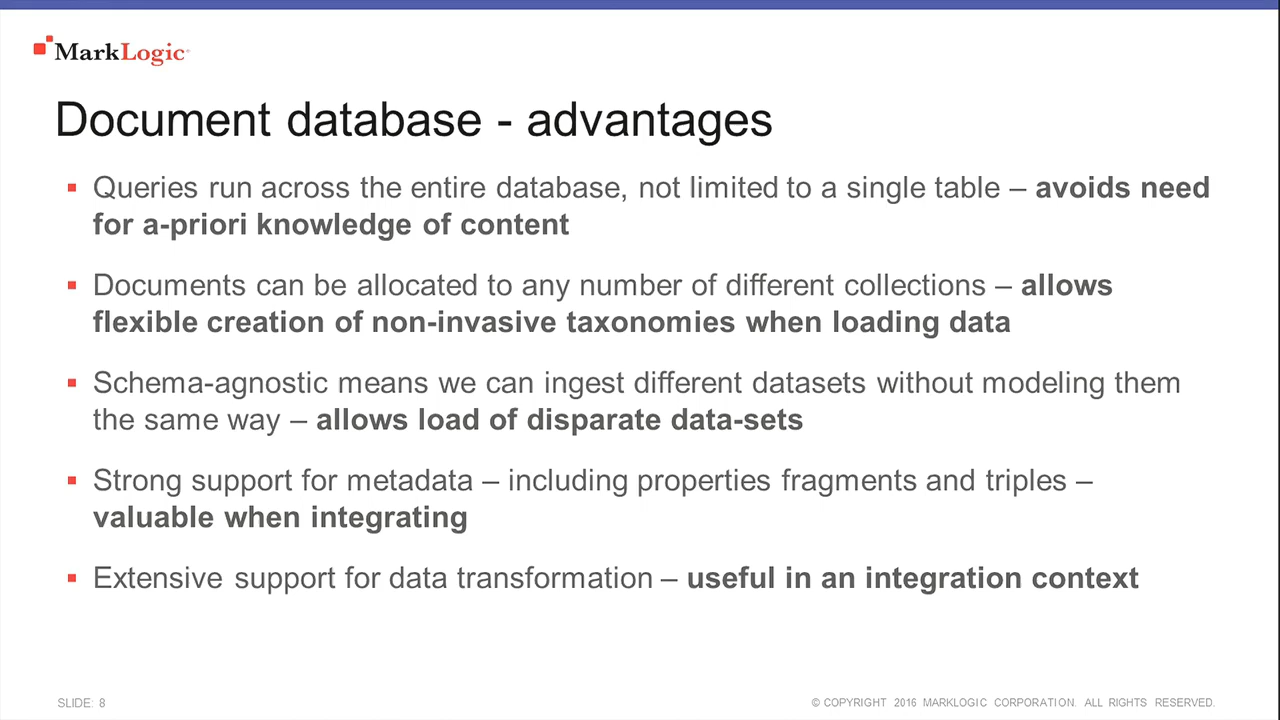 MarkLogic
Document database - advantages
Queries run across the entire database, not limited to a single table – avoids need
for a-priori knowledge of content
Documents can be allocated to any number of different collections – allows
flexible creation of non-invasive taxonomies when loading data
Schema-agnostic means we can ingest different datasets without modeling them
the same way – allows load of disparate data-sets
Strong support for metadata – including properties fragments and triples –
valuable when integrating
Extensive support for data transformation – useful in an integration context
SLIDE: 8
© COPYRIGHT 2016 MARKLOGIC CORPORATION. ALL RIGHTS RESERVED.